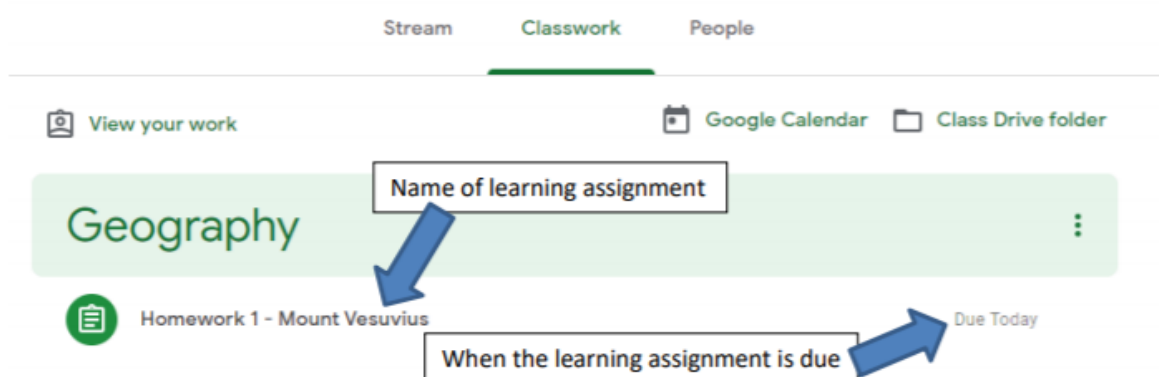 Stream Classwork People
View your work Google Calendar Class Drive folder
Name of learning assignment
Geography
Homework 1 - Mount Vesuvius Due Today
When the learning assignment is due